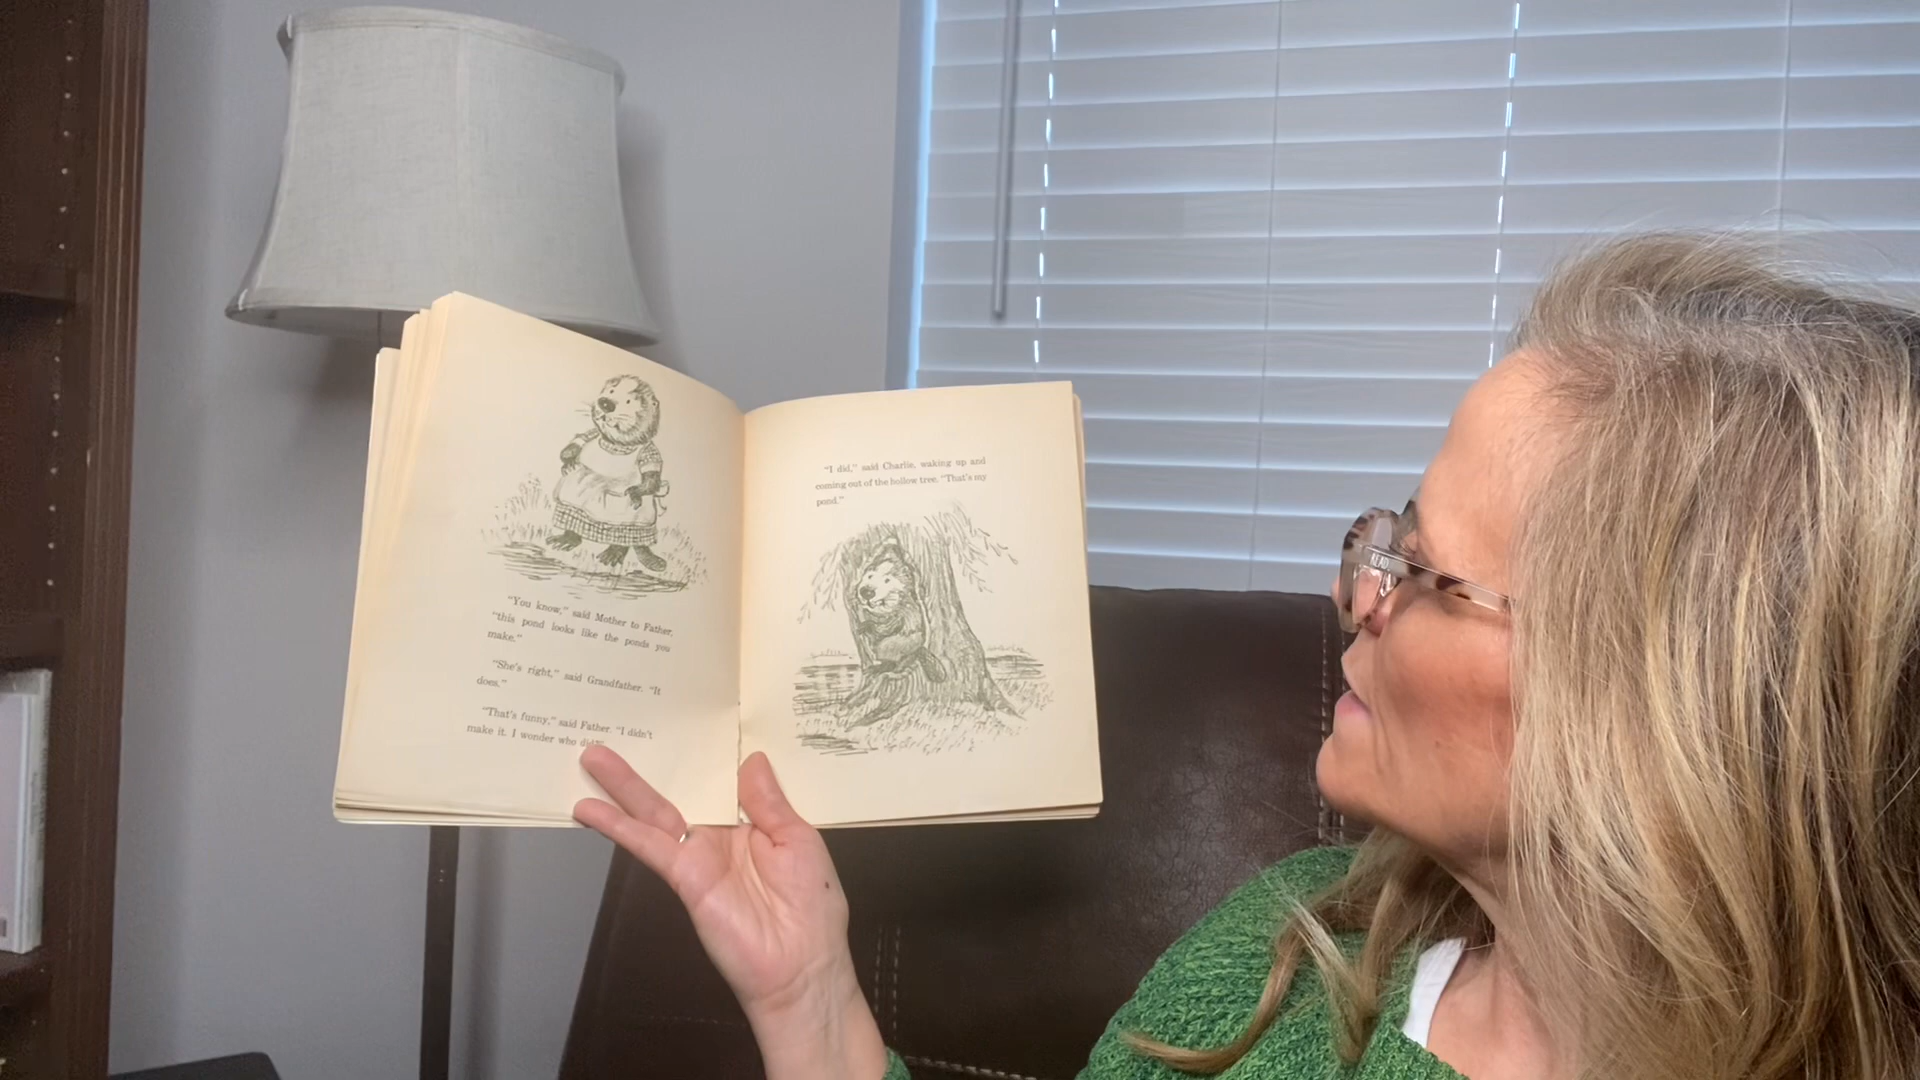 "You know," said Mother to Father,
"this pond looks like the ponds you
make."
"She's right," said Grandfather. "It
does."
"That's funny," said Father. "I didn't
make it. I wonder who did?"
"I did," said Charlie, waking up and
coming out of the hollow tree. "That's my
pond."
READ